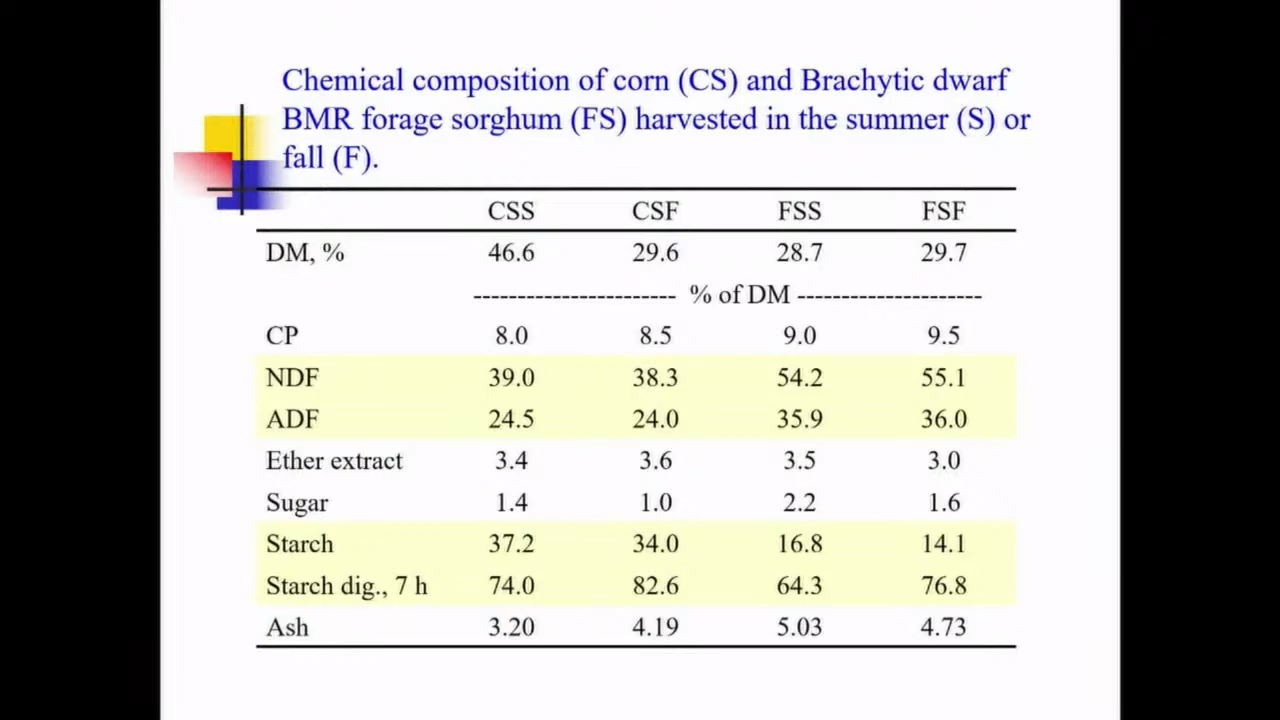 Chemical composition of corn (CS) and Brachytic dwarf
BMR forage sorghum (FS) harvested in the summer (S) or
fall (F).
CSS CSF FSS FSF
DM, % 46.6 29.6 28.7 29.7
----------------------- % of DM ---------------------
CP 8.0 8.5 9.0 9.5
NDF 39.0 38.3 54.2 55.1
ADF 24.5 24.0 35.9 36.0
Ether extract 3.4 3.6 3.5 3.0
Sugar 1.4 1.0 2.2 1.6
Starch 37.2 34.0 16.8 14.1
Starch dig., 7 h 74.0 82.6 64.3 76.8
Ash 3.20 4.19 5.03 4.73